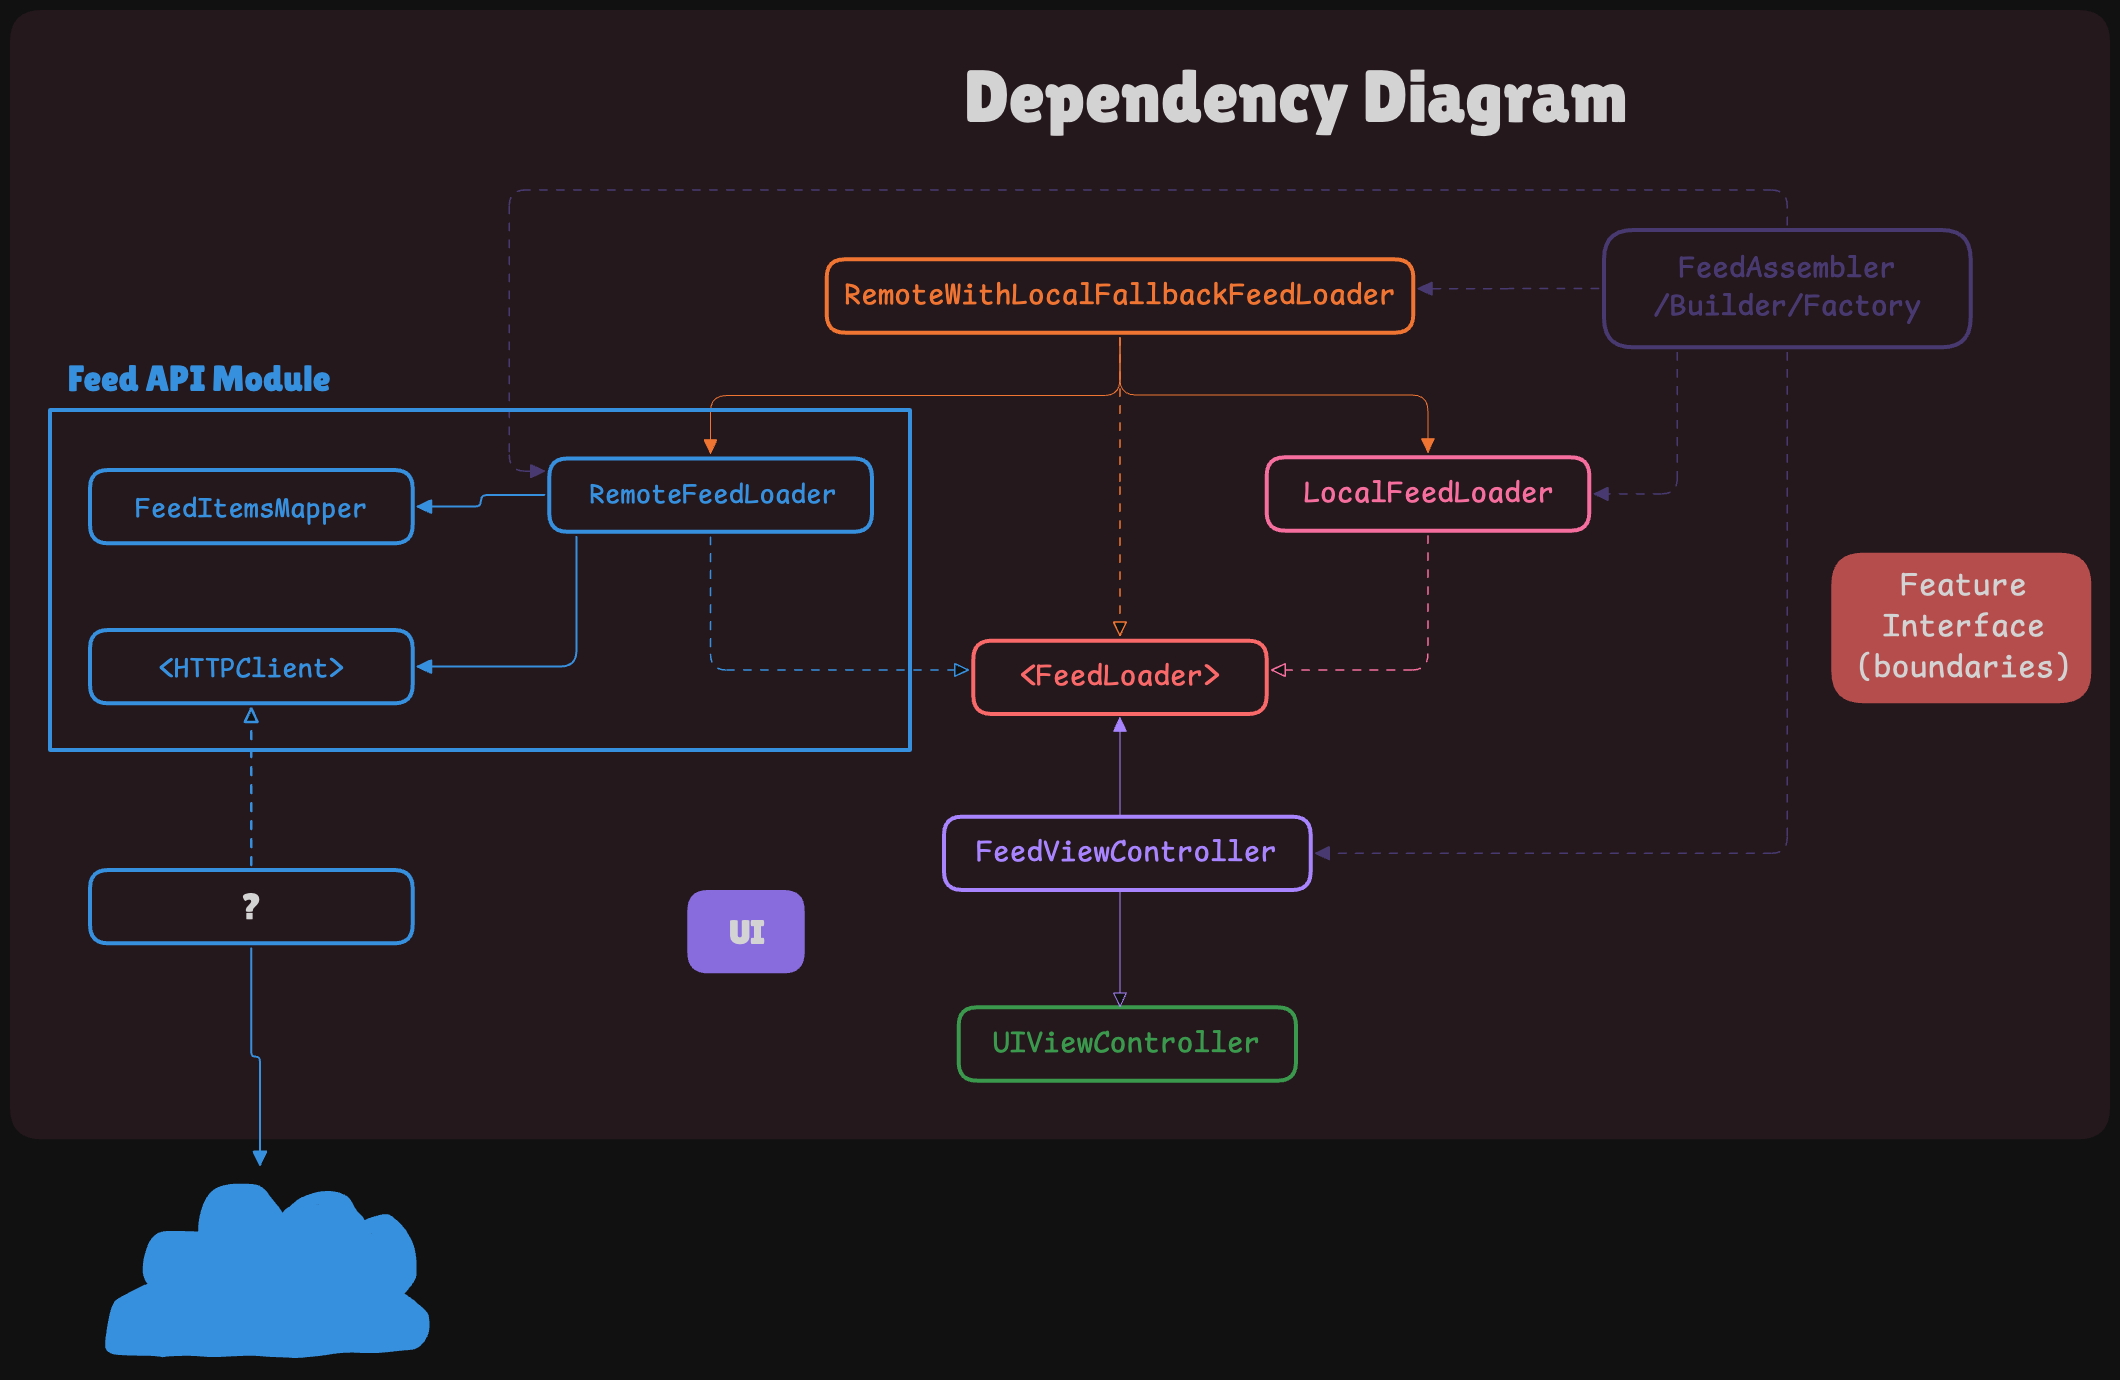 Dependency Diagram
FeedAssembler
/Builder/Factory
RemoteWithLocalFallbackFeedLoader
Feed API Module
RemoteFeedLoader
LocalFeedLoader
FeedItemsMapper
Feature
Interface
(boundaries)
<HTTPClient>
<FeedLoader>
FeedViewController
?
UI
UIViewController